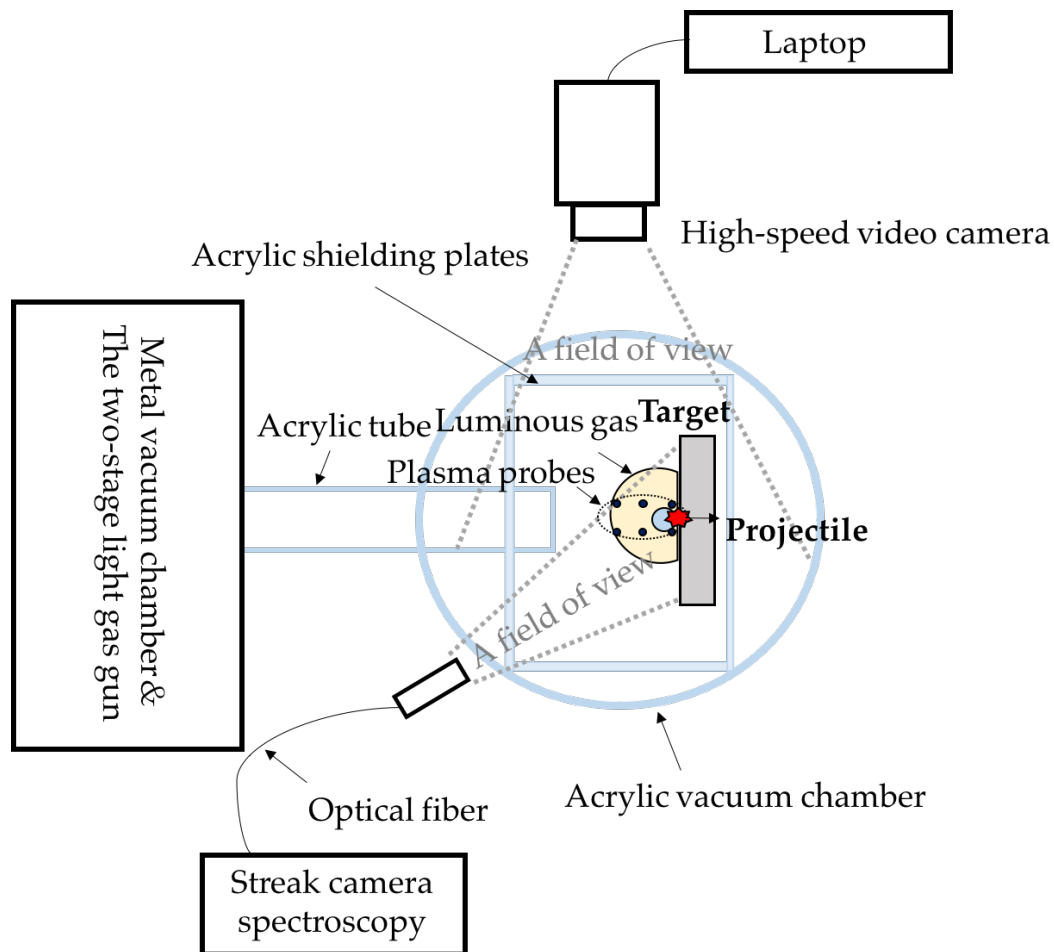 Laptop
High-speed video camera
Acrylic shielding plates
A field of view
Metal vacuum chamber&
The two-stage light gas gun
Target
Luminous gas
Acrylic tube
Plasma probes
Projectile
A field of view
Acrylic vacuum chamber
Optical fiber
Streak camera
spectroscopy